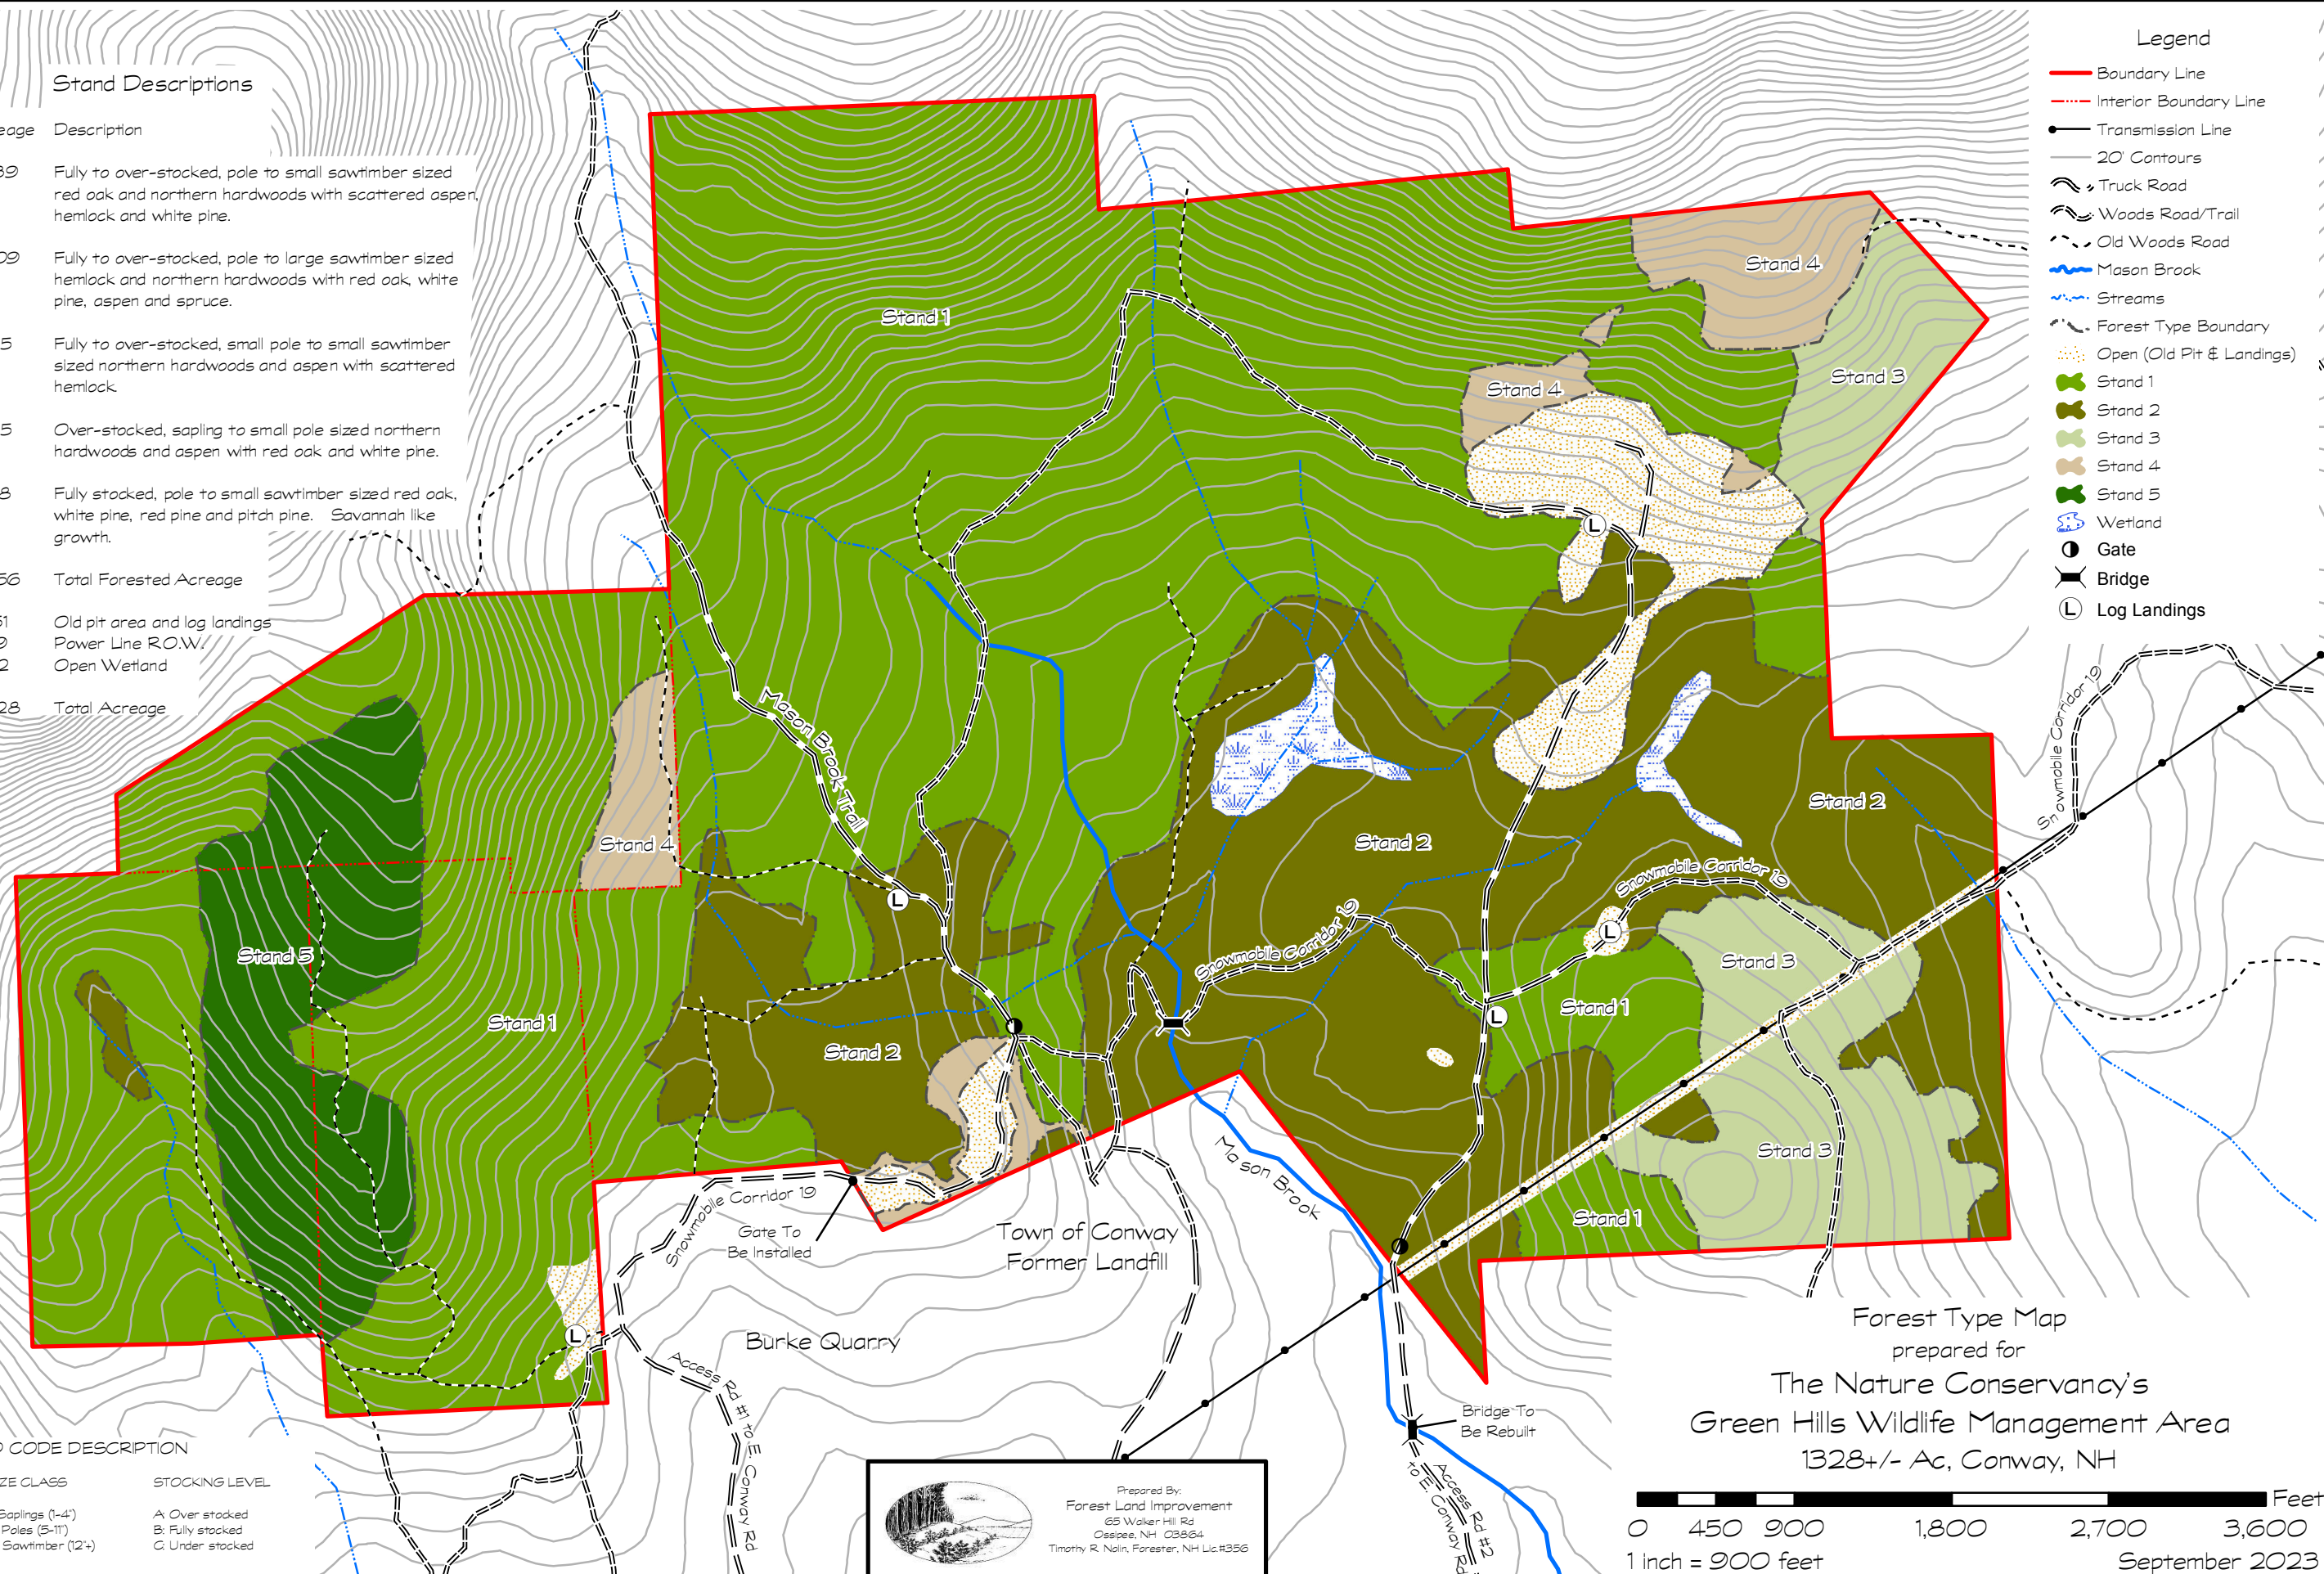 Stand Descriptions
eage Description
39 Fully to over-stocked, pole to small sawtimber sized
red oak and northern hardwoods with scattered aspen,
hemlock and white pine.
09 Fully to over-stocked, pole to large sawtimber sized
hemlock and northern hardwoods with red oak, white
pine, aspen and spruce.
5 Fully to over-stocked, small pole to small sawtimber
sized northern hardwoods and aspen with scattered
hemlock.
5 Over-stocked, sapling to small pole sized northern
hardwoods and aspen with red oak and white pine.
8 Fully stocked, pole to small sawtimber sized red oak,
white pine, red pine and pitch pine. Savannah like
growth.
56 Total Forested Acreage
51 Old pit area and log landings
9 Power Line R.O.W.
2 Open Wetland
28 Total Acreage
Legend
Boundary Line
Interior Boundary Line
Transmission Line
20' Contours
Truck Road
Woods Road/Trail
Old Woods Road
Mason Brook
Streams
Forest Type Boundary
Open (Old Pit & Landings)
Stand 1
Stand 2
Stand 3
Stand 4
Stand 5
Wetland
Gate
Bridge
L Log Landings
Stand 4
Stand 1
Stand 3
Stand 4
L
Mason Brook Trail
Snowmobile Corridor 19
Stand 2
Stand 4
Stand 2
Snowmobile Corridor 19
L
Snowmobile Corridor 19
L
Stand 5
Stand 3
Stand 1
Stand 1
L
Stand 2
Stand 3
Mason Brook
Snowmobile Corridor 19
Stand 1
Gate To
Be Installed
Town of Conway
Former Landfill
L
Burke Quarry
Access Rd #1 to E. Conway Rd
Bridge To
Be Rebuilt
Access Rd #2
to E. Conway Rd
D CODE DESCRIPTION
ZE CLASS STOCKING LEVEL
Saplings (1-4") A: Over stocked
Poles (5-11") B: Fully stocked
Sawtimber (12"+) C: Under stocked
Prepared By:
Forest Land Improvement
65 Walker Hill Rd
Ossipee, NH 03864
Timothy R. Nolin, Forester, NH Lic.#356
Forest Type Map
prepared for
The Nature Conservancy's
Green Hills Wildlife Management Area
1328+/- Ac, Conway, NH
Feet
0 450 900 1,800 2,700 3,600
1 inch = 900 feet September 2023